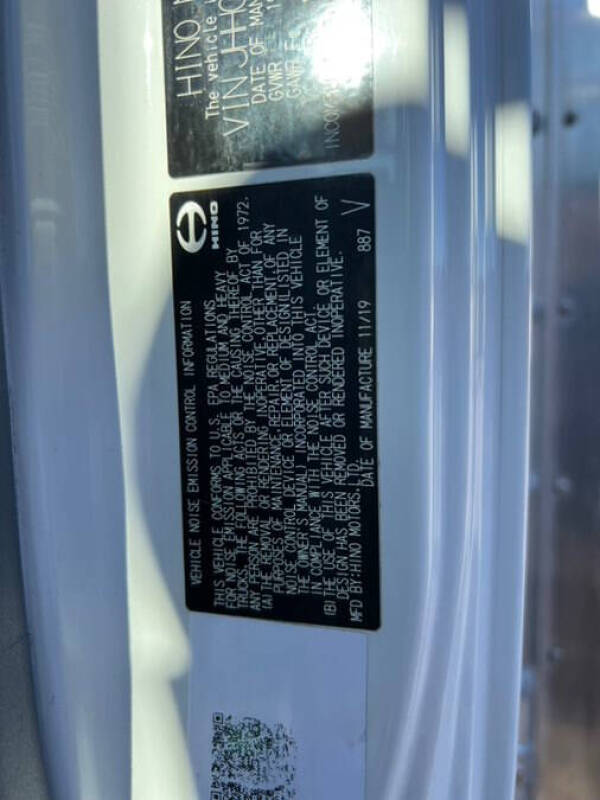 HINO
The vehicle
VIN JHH
DATE OF MAN
GVWR
GAWR F
INCOM
HINO
VEHICLE NOISE EMISSION CONTROL INFORMATION
THIS VEHICLE CONFORMS TO U.S. EPA REGULATIONS
FOR NOISE EMISSION APPLICABLE TO MEDIUM AND HEAVY
TRUCKS. THE FOLLOWING ACTS OR THE CAUSING THEREOF BY
ANY PERSON ARE PROHIBITED BY THE NOISE CONTROL ACT OF 1972.
(A) THE REMOVAL OR RENDERING INOPERATIVE, OTHER THAN FOR
PURPOSES OF MAINTENANCE, REPAIR, OR REPLACEMENT, OF ANY
NOISE CONTROL DEVICE OR ELEMENT OF DESIGN(LISTED IN
THE OWNER'S MANUAL) INCORPORATED INTO THIS VEHICLE
IN COMPLIANCE WITH THE NOISE CONTROL ACT
(B) THE USE OF THIS VEHICLE AFTER SUCH DEVICE OR ELEMENT OF
DESIGN HAS BEEN REMOVED OR RENDERED INOPERATIVE.
MFD BY:HINO MOTORS,LTD. DATE OF MANUFACTURE 11/19 887 V